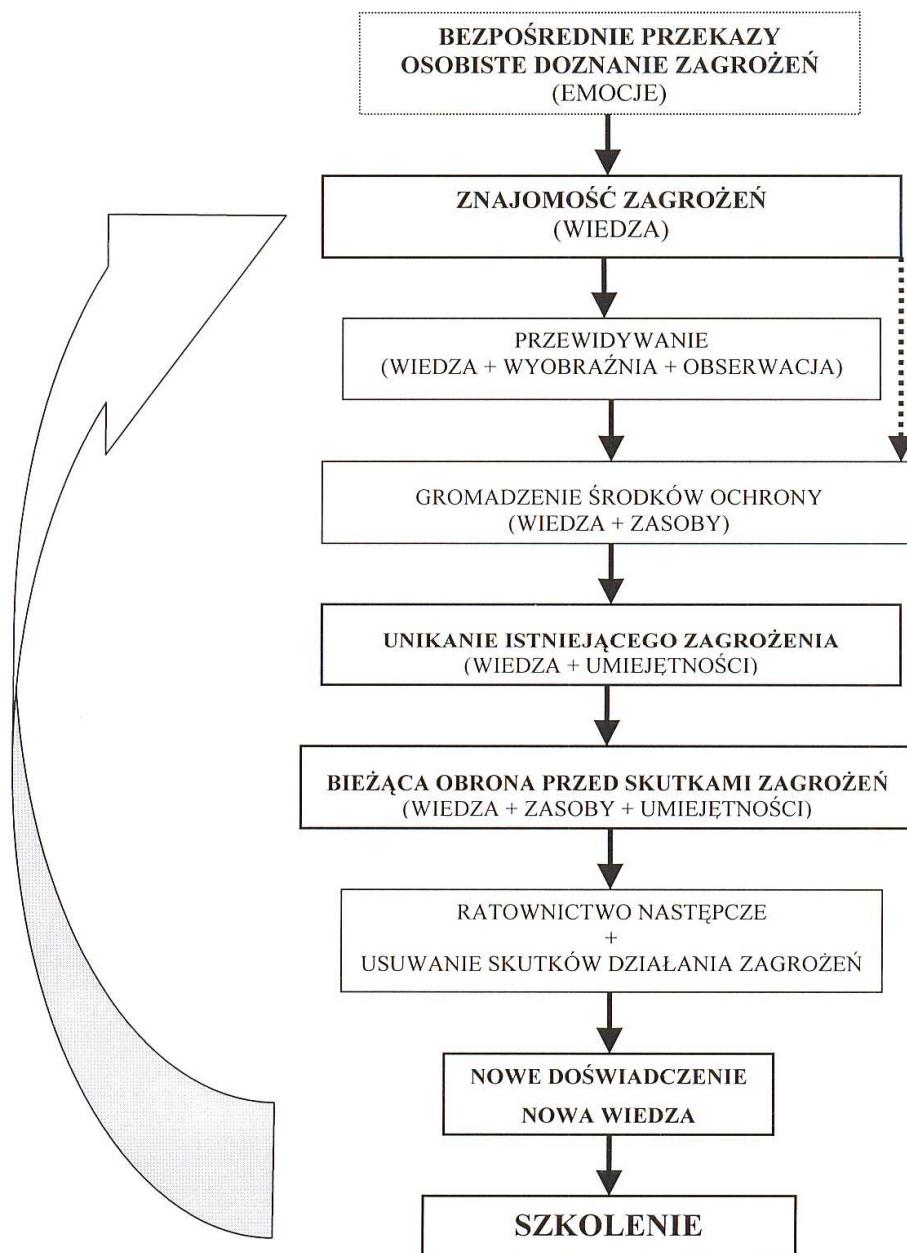 BEZPOŚREDNIE PRZEKAZY
OSOBISTE DOZNANIE ZAGROŻEŃ
(EMOCJE)
ZNAJOMOŚĆ ZAGROŻEŃ
(WIEDZA)
PRZEWIDYWANIE
(WIEDZA + WYOBRAŹNIA + OBSERWACJA)
GROMADZENIE ŚRODKÓW OCHRONY
(WIEDZA + ZASOBY)
UNIKANIE ISTNIEJĄCEGO ZAGROŻENIA
(WIEDZA + UMIEJĘTNOŚCI)
BIEŻĄCA OBRONA PRZED SKUTKAMI ZAGROŻEŃ
(WIEDZA + ZASOBY + UMIEJĘTNOŚCI)
RATOWNICTWO NASTĘPCZE
+
USUWANIE SKUTKÓW DZIAŁANIA ZAGROŻEŃ
NOWE DOŚWIADCZENIE
NOWA WIEDZA
SZKOLENIE